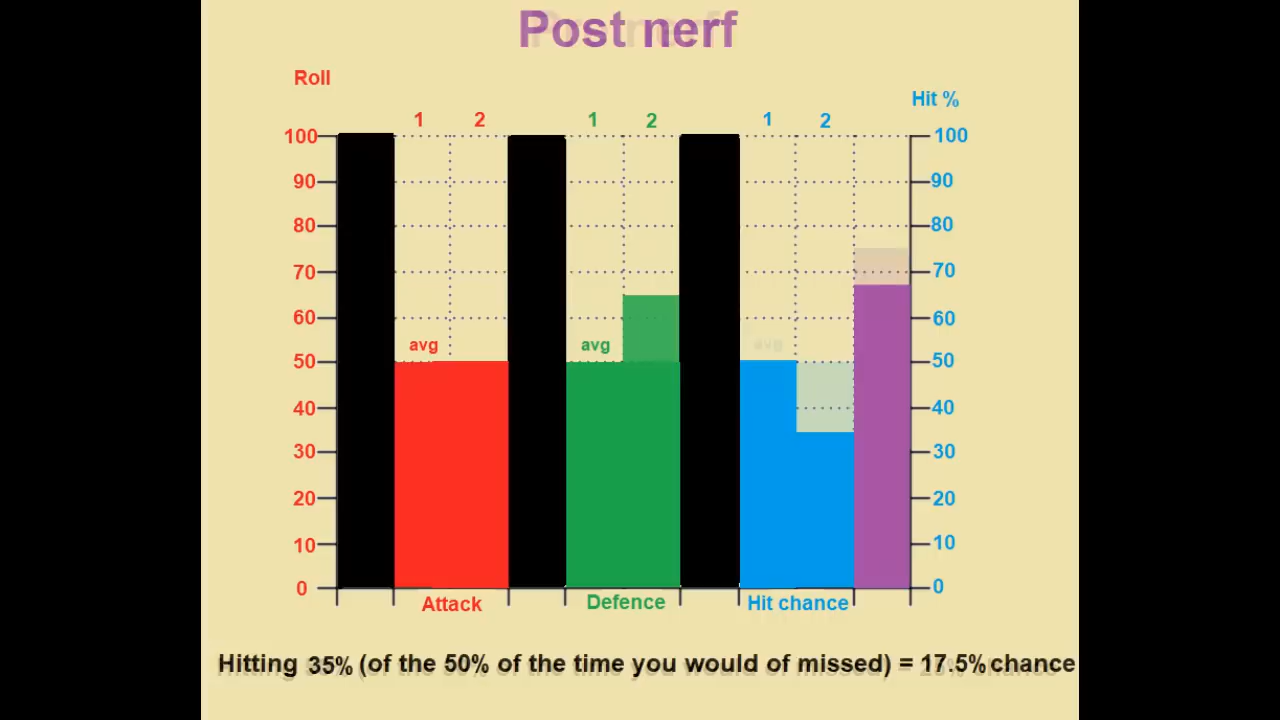 Post nerf
Roll
Hit %
1 2 1 2 1 2
100 100
90 90
80 80
70 70
60 60
avg avg avg
50 50
40 40
30 30
20 20
10 10
0 0
Attack Defence Hit chance
Hitting 35% (of the 50% of the time you would of missed) = 17.5% chance